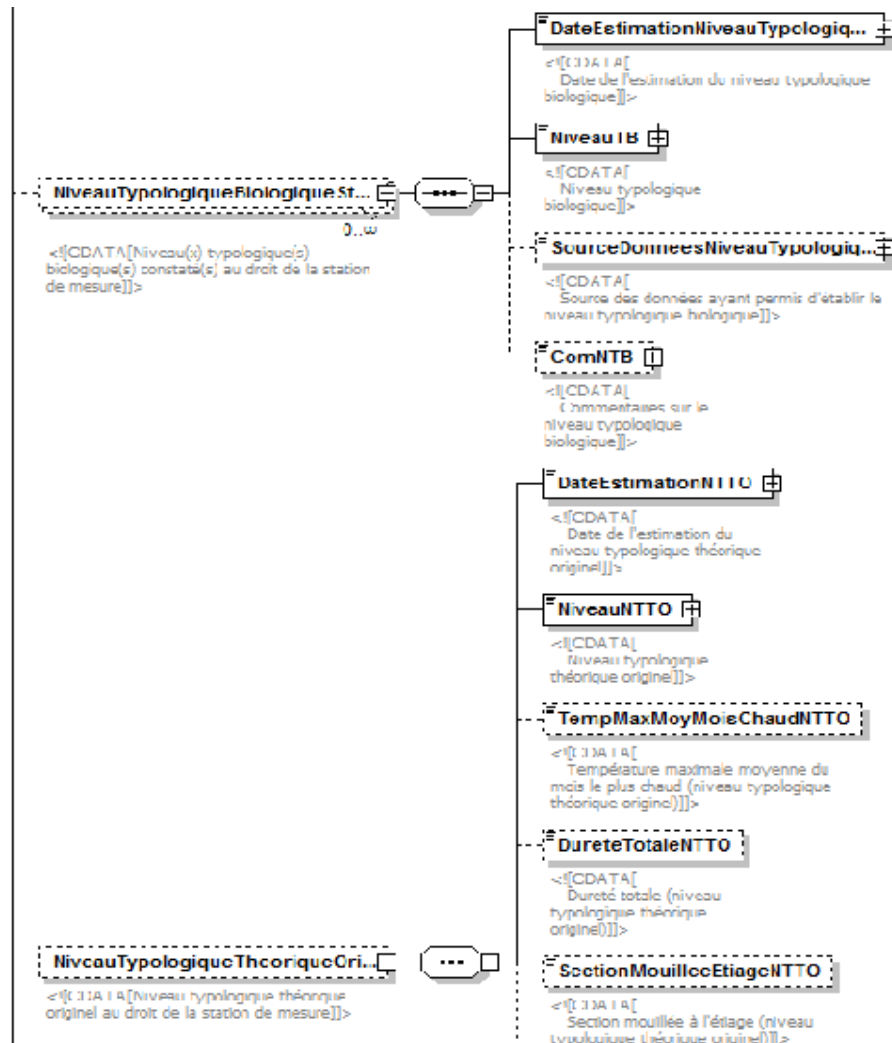 DateEstimationNiveauTypologiq...
<![CDATA[
Date de l'estimation du niveau typologique
biologique]]>
NiveauTB
<![CDATA[
Niveau typologique
biologique]]>
NiveauTypologiqueBiologiqueSt...
0..∞
<![CDATA[Niveau(x) typologique(s)
biologique(s) constaté(s) au droit de la station
de mesure]]>
SourceDonneesNiveauTypologiq...
<![CDATA[
Source des données ayant permis d'établir le
niveau typologique biologique]]>
ComNTB
<![CDATA[
Commentaires sur le
niveau typologique
biologique]]>
DateEstimationNTTO
<![CDATA[
Date de l'estimation du
niveau typologique théorique
originel]]>
NiveauNTTO
<![CDATA[
Niveau typologique
théorique originel]]>
TempMaxMoyMoisChaudNTTO
<![CDATA[
Température maximale moyenne du
mois le plus chaud (niveau typologique
théorique originel)]]>
DureteTotaleNTTO
<![CDATA[
Dureté totale (niveau
typologique théorique
originel)]]>
NiveauTypologiqueTheoriqueOri...
<![CDATA[Niveau typologique théorique
originel au droit de la station de mesure]]>
SectionMouilleeEtiageNTTO
<![CDATA[
Section mouillée à l'étiage (niveau
typologique théorique originel)]]>